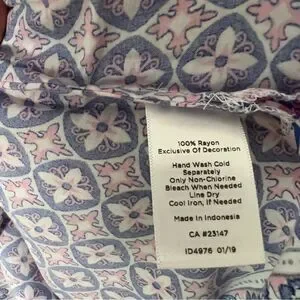 100% Rayon
Exclusive Of Decoration
Hand Wash Cold
Separately
Only Non-Chlorine
Bleach When Needed
Line Dry
Cool Iron, If Needed
Made In Indonesia
CA #23147
ID4976 01/19